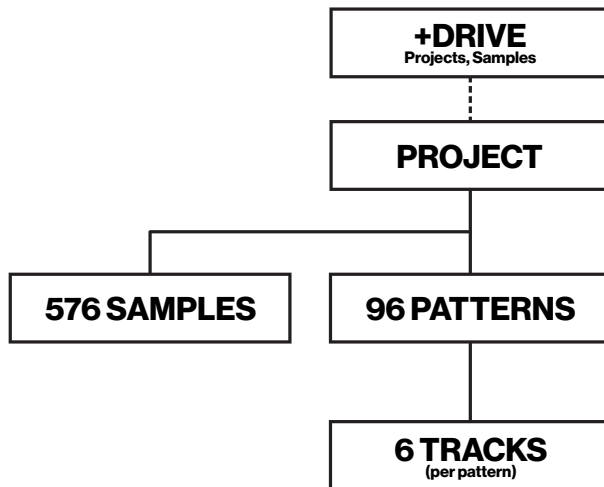 +DRIVE
Projects, Samples
PROJECT
576 SAMPLES
96 PATTERNS
6 TRACKS
(per pattern)